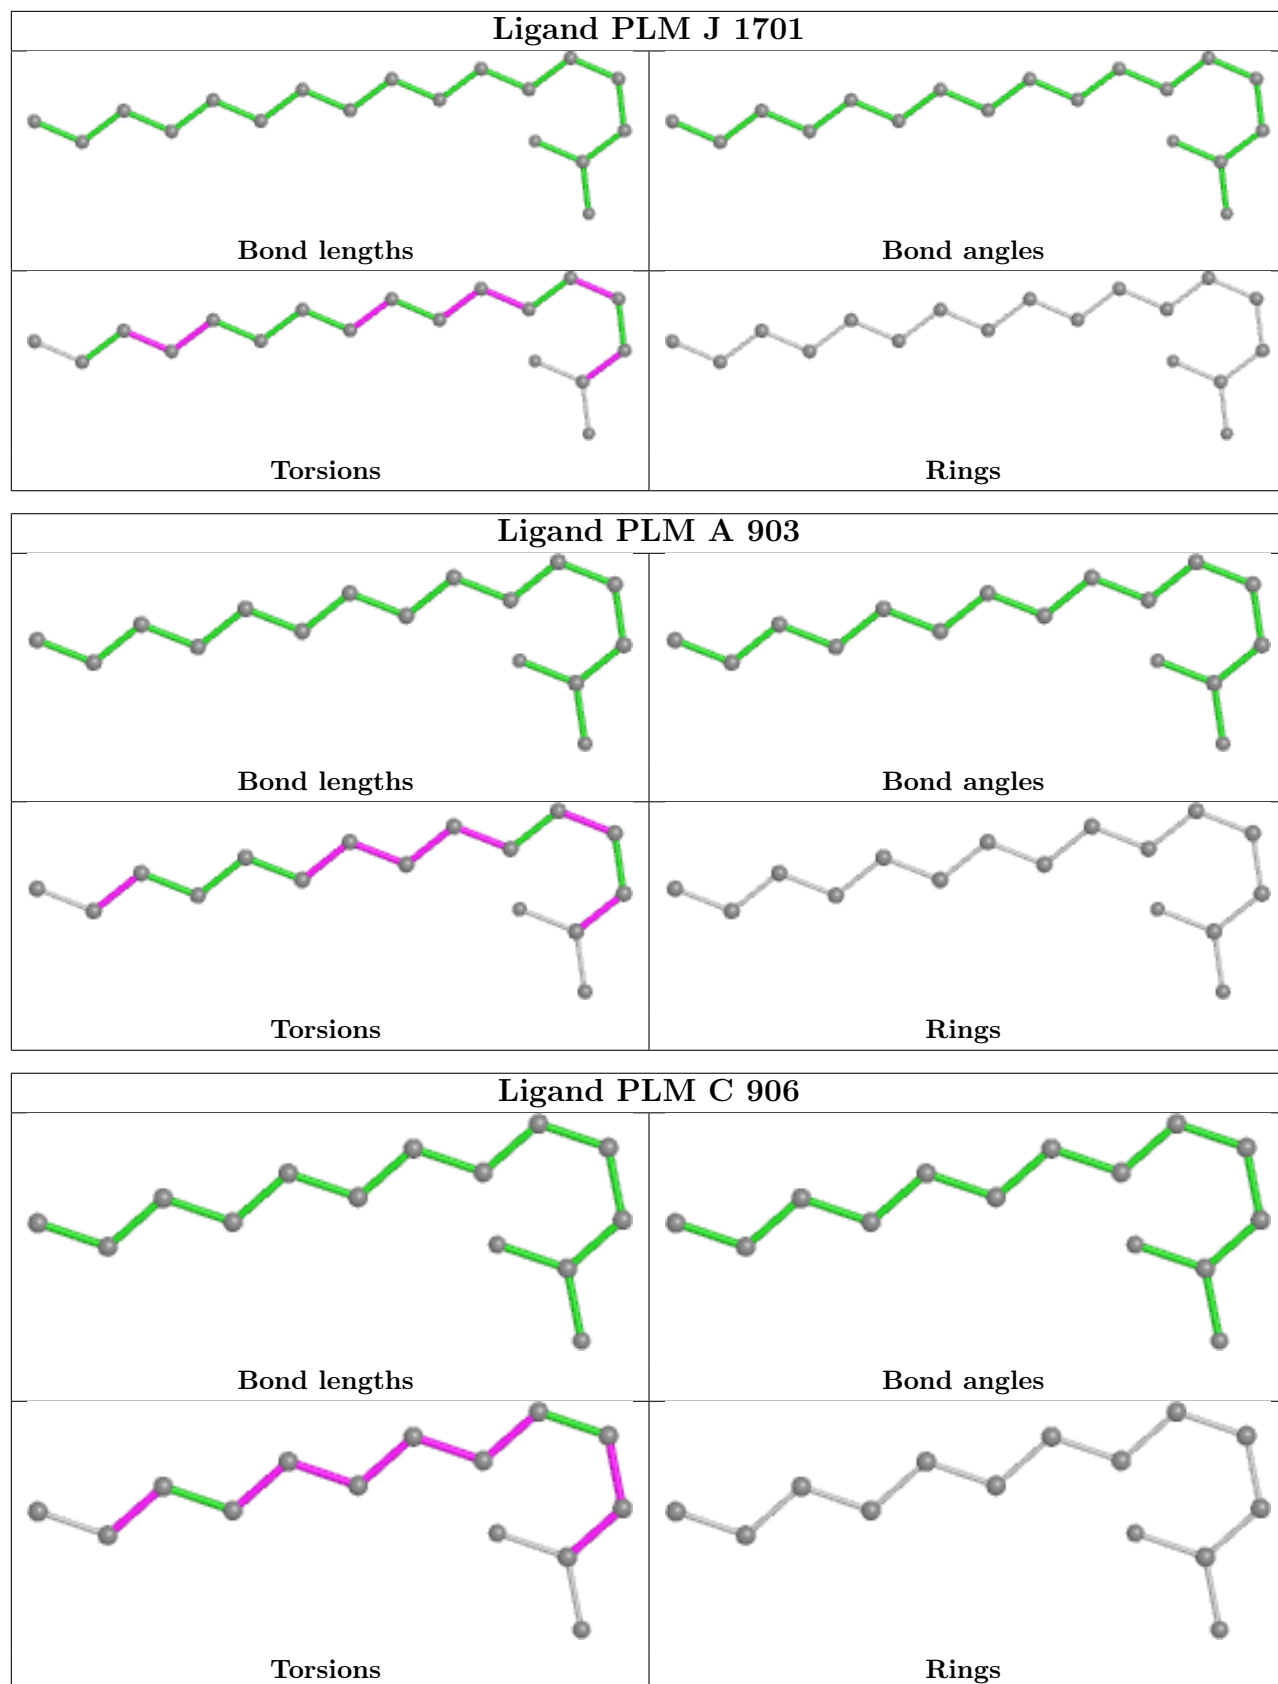 Ligand PLM J 1701
Bond lengths
Bond angles
Torsions
Rings
Ligand PLM A 903
Bond lengths
Bond angles
Torsions
Rings
Ligand PLM C 906
Bond lengths
Bond angles
Torsions
Rings